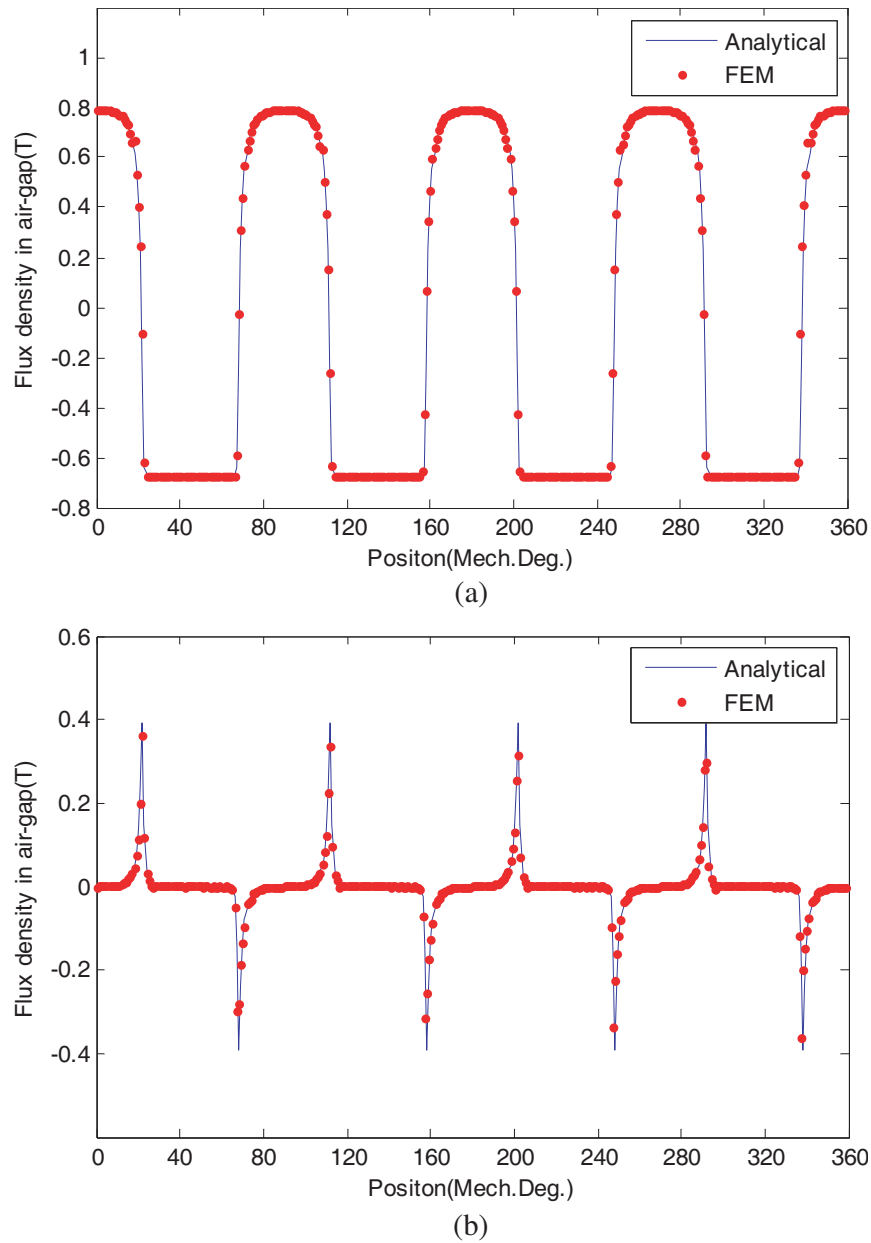 Flux density in air-gap(T)
1
0.8
0.6
0.4
0.2
0
-0.2
-0.4
-0.6
-0.8
Analytical
FEM
0 40 80 120 160 200 240 280 320 360
Positon(Mech.Deg.)
(a)
Flux density in air-gap(T)
0.6
0.4
0.2
0
-0.2
-0.4
Analytical
FEM
0 40 80 120 160 200 240 280 320 360
Positon(Mech.Deg.)
(b)